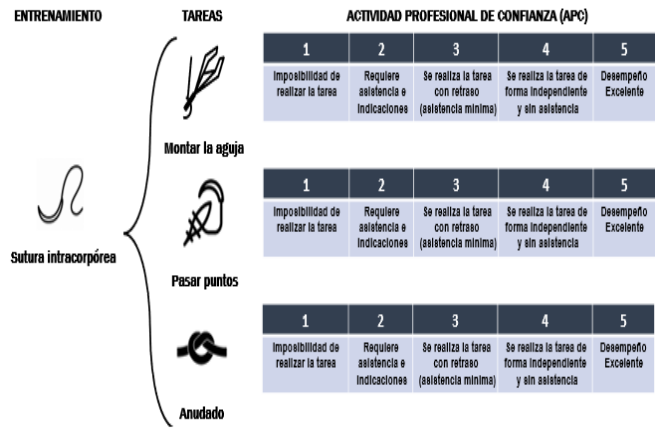 ENTRENAMIENTO
TAREAS
ACTIVIDAD PROFESIONAL DE CONFIANZA (APC)
1 2 3 4 5
Imposibilidad de Requiere Se realiza la tarea Se realiza la tarea de Desempeño
realizar la tarea asistencia e con retraso forma independiente Excelente
indicaciones (asistencia mínima) y sin asistencia
Montar la aguja
1 2 3 4 5
Imposibilidad de Requiere Se realiza la tarea Se realiza la tarea de Desempeño
realizar la tarea asistencia e con retraso forma independiente Excelente
indicaciones (asistencia mínima) y sin asistencia
Sutura intracorpórea
Pasar puntos
1 2 3 4 5
Imposibilidad de Requiere Se realiza la tarea Se realiza la tarea de Desempeño
realizar la tarea asistencia e con retraso forma independiente Excelente
indicaciones (asistencia mínima) y sin asistencia
Anudado